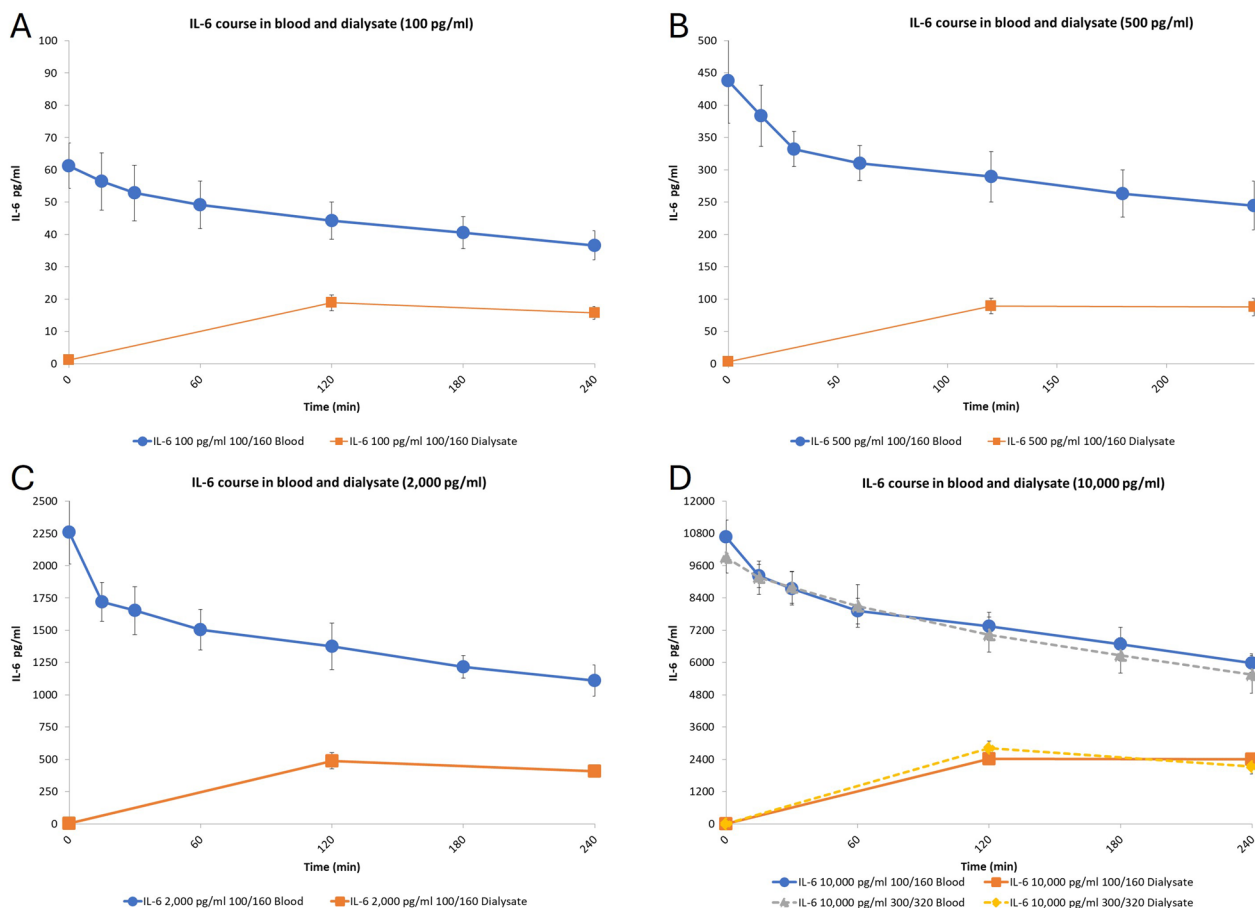 A
IL-6 course in blood and dialysate (100 pg/ml)
100
90
80
70
60
50
40
30
20
10
0
IL-6 pg/ml
0 60 120 180 240
Time (min)
IL-6 100 pg/ml 100/160 Blood IL-6 100 pg/ml 100/160 Dialysate
B
IL-6 course in blood and dialysate (500 pg/ml)
500
450
400
350
300
250
200
150
100
50
0
IL-6 pg/ml
0 50 100 150 200
Time (min)
IL-6 500 pg/ml 100/160 Blood IL-6 500 pg/ml 100/160 Dialysate
C
IL-6 course in blood and dialysate (2,000 pg/ml)
2500
2250
2000
1750
1500
1250
1000
750
500
250
0
IL-6 pg/ml
0 60 120 180 240
Time (min)
IL-6 2,000 pg/ml 100/160 Blood IL-6 2,000 pg/ml 100/160 Dialysate
D
IL-6 course in blood and dialysate (10,000 pg/ml)
12000
10800
9600
8400
7200
6000
4800
3600
2400
1200
0
IL-6 pg/ml
0 60 120 180 240
Time (min)
IL-6 10,000 pg/ml 100/160 Blood IL-6 10,000 pg/ml 100/160 Dialysate
IL-6 10,000 pg/ml 300/320 Blood IL-6 10,000 pg/ml 300/320 Dialysate